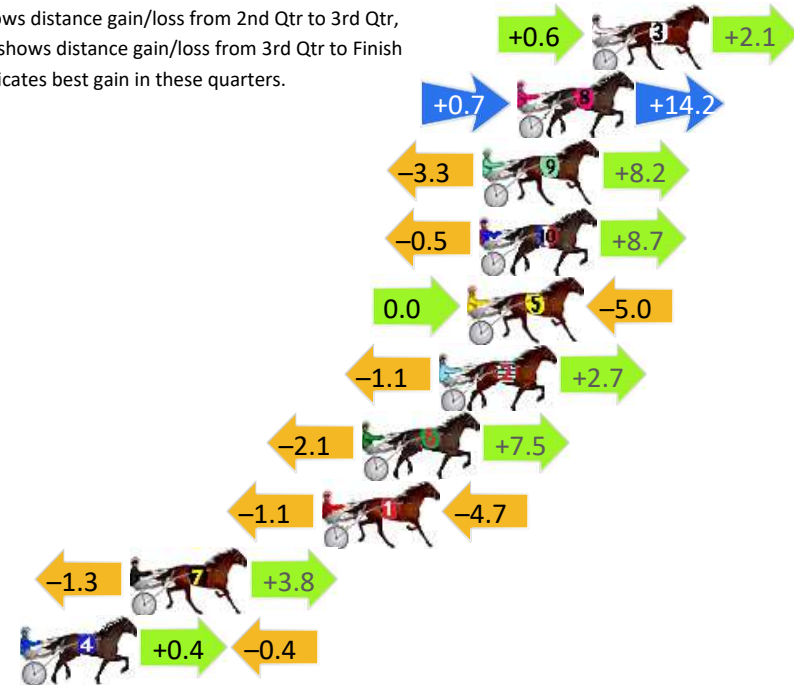 ws distance gain/loss from 2nd Qtr to 3rd Qtr,
shows distance gain/loss from 3rd Qtr to Finish
icates best gain in these quarters.
+0.6 3 +2.1
+0.7 8 +14.2
–3.3 9 +8.2
–0.5 10 +8.7
0.0 5 –5.0
–1.1 2 +2.7
–2.1 6 +7.5
–1.1 1 –4.7
–1.3 7 +3.8
4 +0.4 –0.4